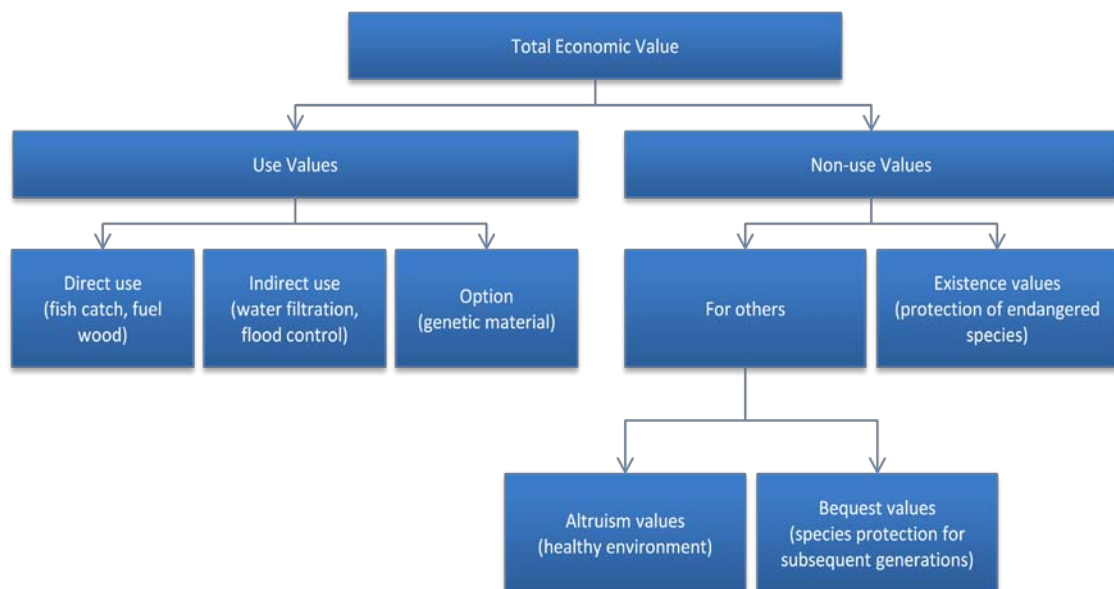 Total Economic Value
Use Values
Non-use Values
Direct use
(fish catch, fuel
wood)
Indirect use
(water filtration,
flood control)
Option
(genetic material)
For others
Existence values
(protection of endangered
species)
Altruism values
(healthy environment)
Bequest values
(species protection for
subsequent generations)